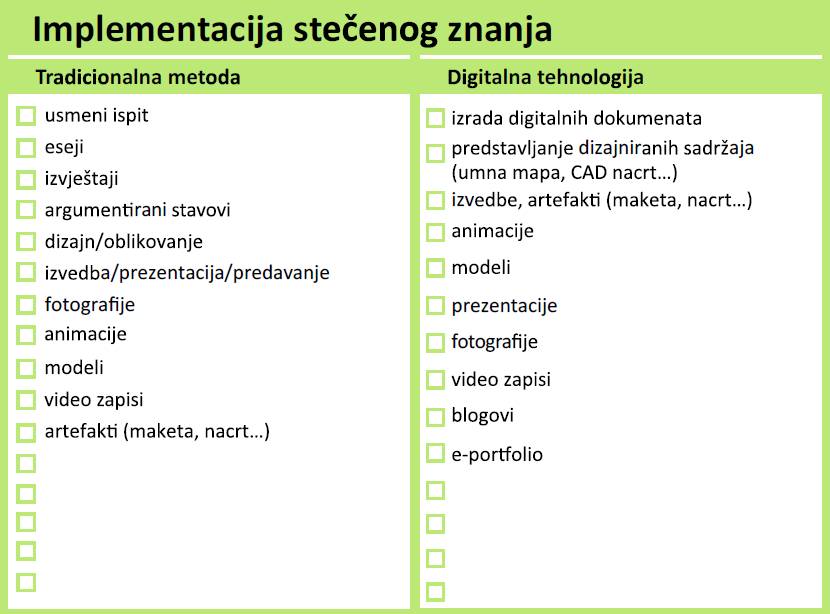 Implementacija stečenog znanja
Tradicionalna metoda
usmeni ispit
eseji
izvještaji
argumentirani stavovi
dizajn/oblikovanje
izvedba/prezentacija/predavanje
fotografije
animacije
modeli
video zapisi
artefakti (maketa, nacrt...)
Digitalna tehnologija
izrada digitalnih dokumenata
predstavljanje dizajniranih sadržaja
(umna mapa, CAD nacrt...)
izvedbe, artefakti (maketa, nacrt...)
animacije
modeli
prezentacije
fotografije
video zapisi
blogovi
e-portfolio